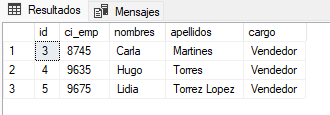 Resultados Mensajes
id ci_emp nombres apellidos cargo
1 3 8745 Carla Martines Vendedor
2 4 9635 Hugo Torres Vendedor
3 5 9675 Lidia Torrez Lopez Vendedor